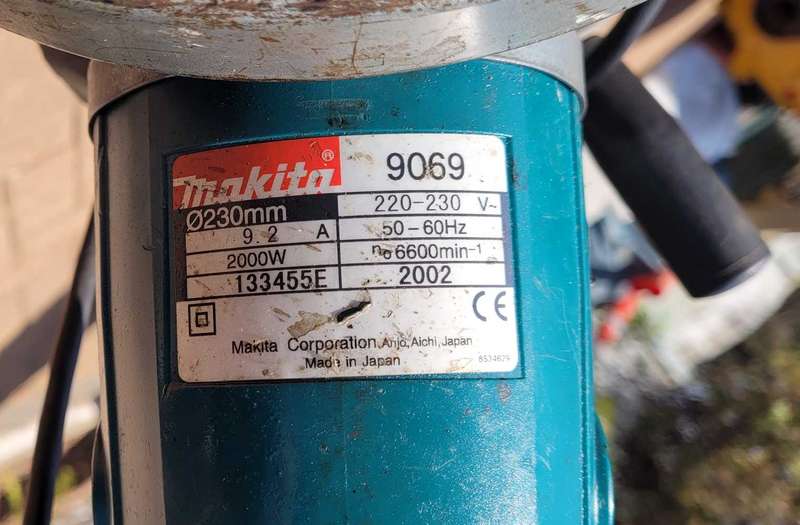 makita® 9069
Ø230mm 220-230 V~
9.2 A 50-60Hz
2000W n₀6600min⁻¹
133455E 2002
CE
Makita Corporation Anjo, Aichi, Japan
Made in Japan